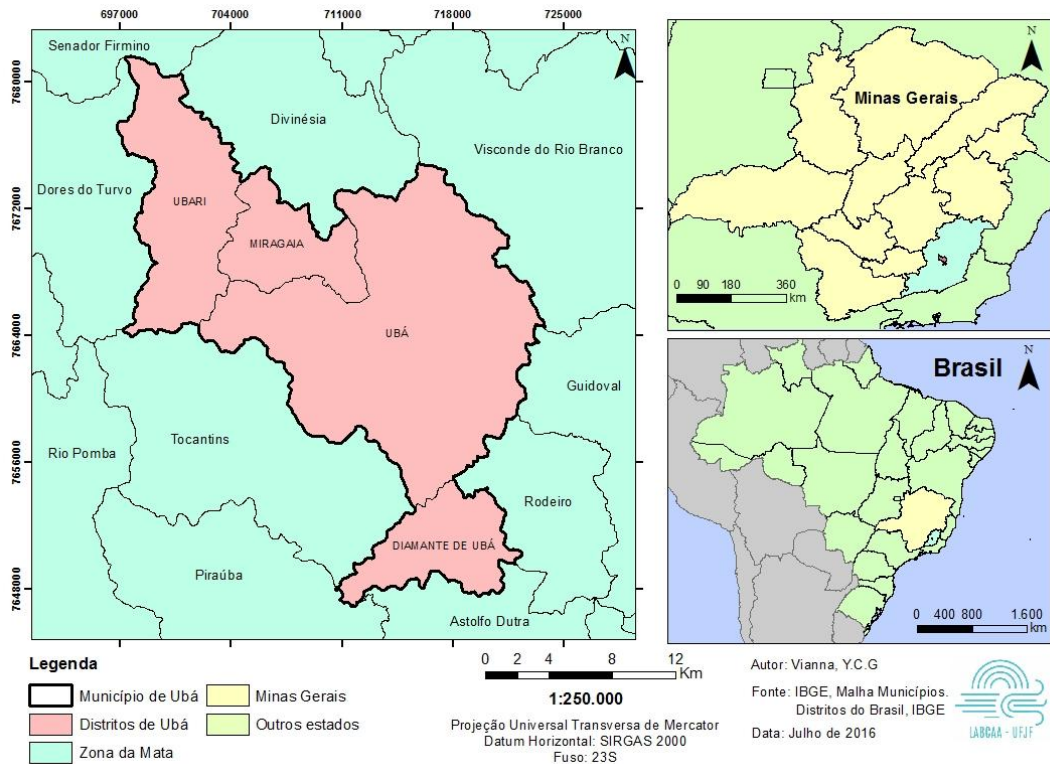 697000 704000 711000 718000 725000
7680000
7672000
7664000
7656000
7648000
N
Senador Firmino
Divinésia
Visconde do Rio Branco
Dores do Turvo
UBARI
MIRAGAIA
UBÁ
Guidoval
Tocantins
Rio Pomba
Rodeiro
DIAMANTE DE UBÁ
Piraúba
Astolfo Dutra
N
Minas Gerais
0 90 180 360
km
Brasil
N
0 400 800 1.600
km
Legenda
Município de Ubá
Distritos de Ubá
Zona da Mata
Minas Gerais
Outros estados
0 2 4 6 8 12
Km
1:250.000
Projeção Universal Transversa de Mercator
Datum Horizontal: SIRGAS 2000
Fuso: 23S
Autor: Vianna, Y.C.G
Fonte: IBGE, Malha Municípios.
Distritos do Brasil, IBGE
Data: Julho de 2016
LABCAA - UFJF